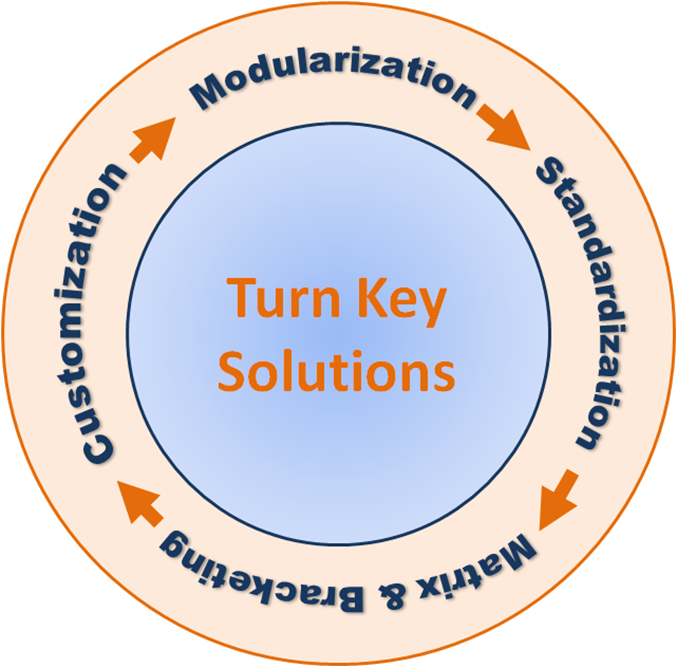 Modularization
Standardization
Matrix & Bracketing
Customization
Turn Key
Solutions